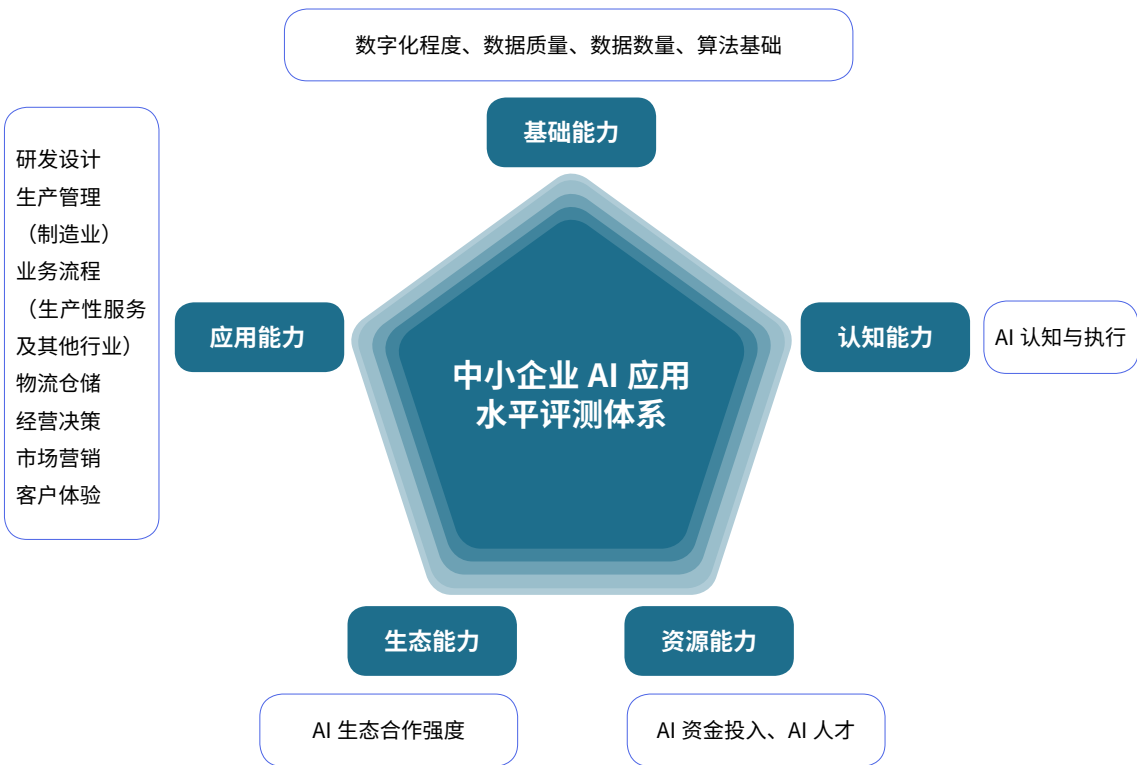 数字化程度、数据质量、数据数量、算法基础
基础能力
研发设计
生产管理
（制造业）
业务流程
（生产性服务
及其他行业）
物流仓储
经营决策
市场营销
客户体验
应用能力
中小企业 AI 应用
水平评测体系
认知能力
AI 认知与执行
生态能力
AI 生态合作强度
资源能力
AI 资金投入、AI 人才